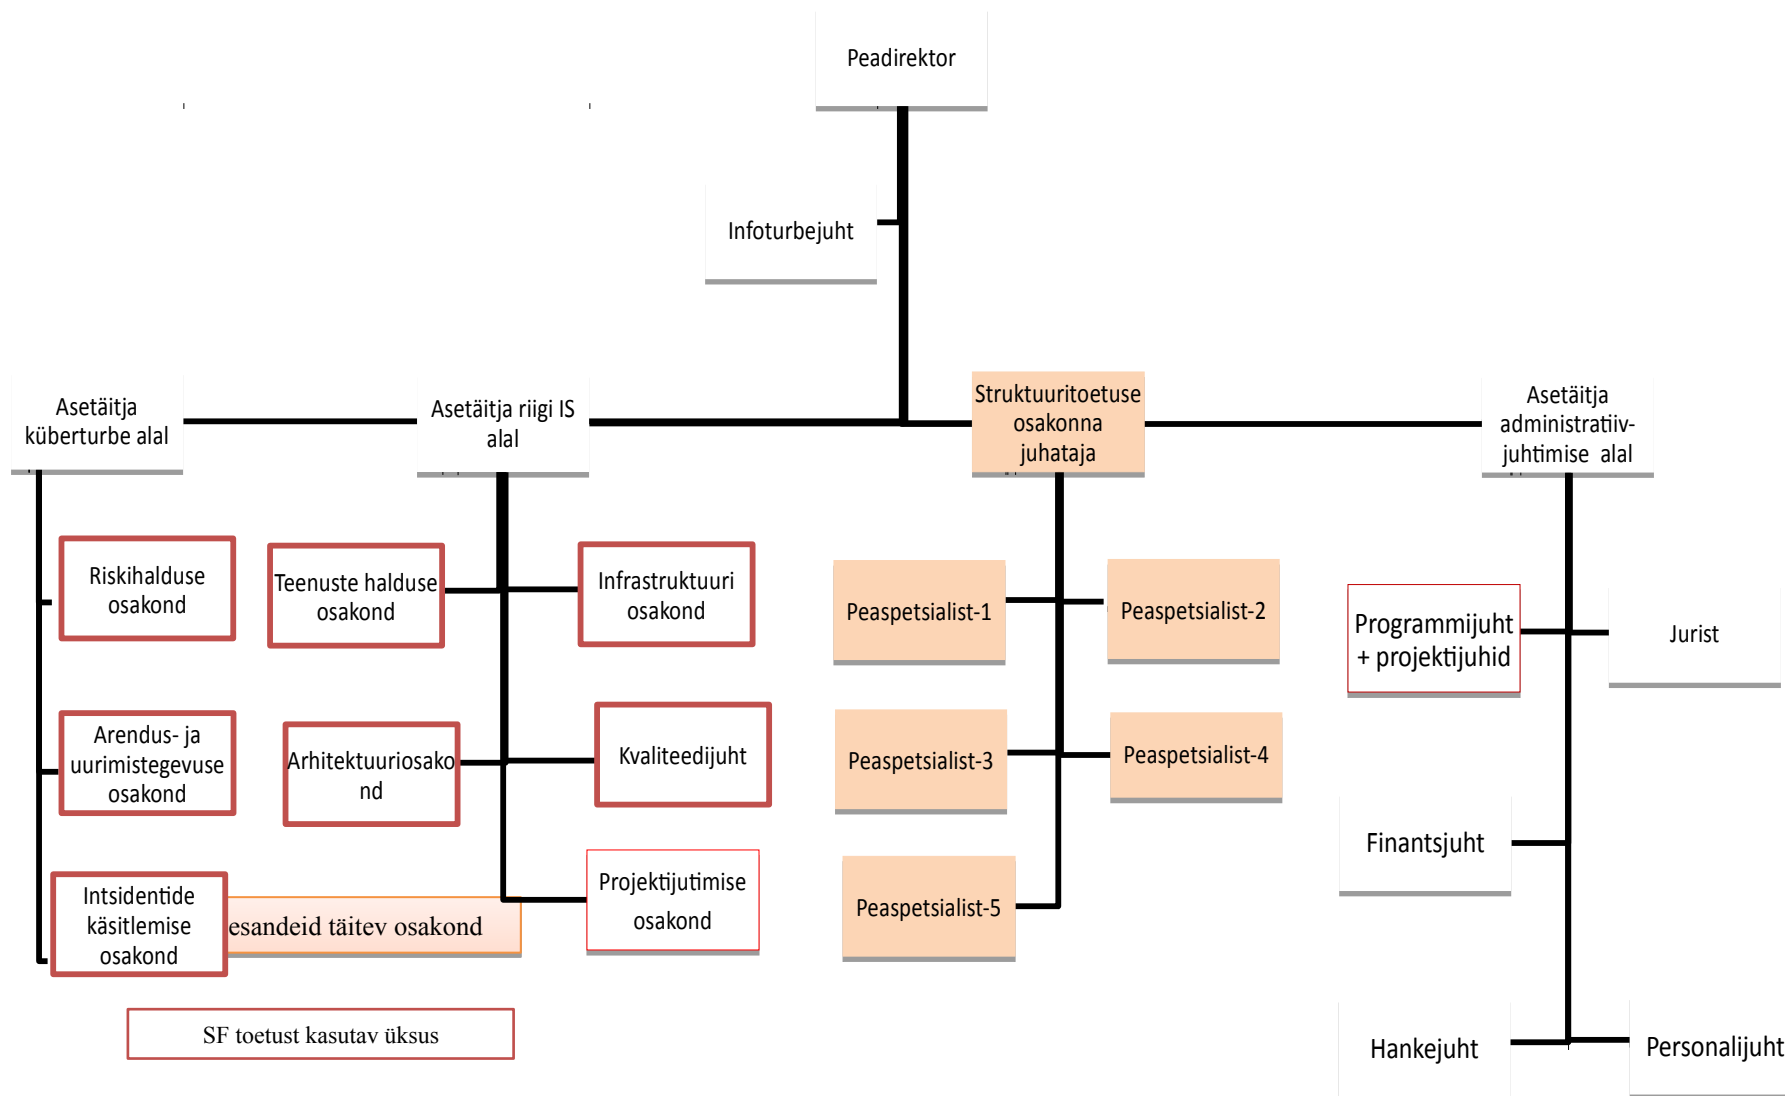 Peadirektor
Infoturbejuht
Asetäitja
küberturbe alal
Asetäitja riigi IS
alal
Struktuuritoetuse
osakonna
juhataja
Asetäitja
administratiiv-
juhtimise alal
Riskihalduse
osakond
Teenuste halduse
osakond
Infrastruktuuri
osakond
Peaspetsialist-1
Peaspetsialist-2
Programmijuht
+ projektijuhid
Jurist
Arendus- ja
uurimistegevuse
osakond
Arhitektuuriosako
nd
Kvaliteedijuht
Peaspetsialist-3
Peaspetsialist-4
Finantsjuht
Intsidentide
käsitlemise
osakond
esandeid täitev osakond
Projektijutimise
osakond
Peaspetsialist-5
SF toetust kasutav üksus
Hankejuht
Personalijuht